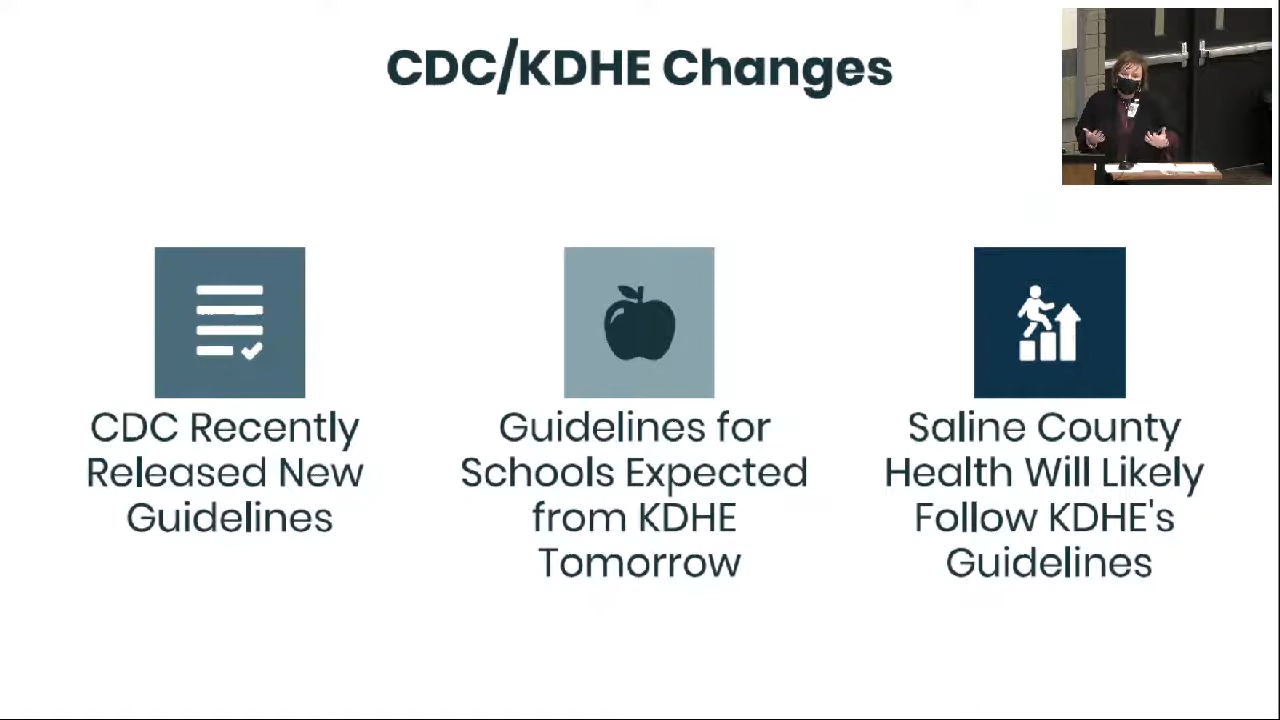 CDC/KDHE Changes
CDC Recently
Released New
Guidelines
Guidelines for
Schools Expected
from KDHE
Tomorrow
Saline County
Health Will Likely
Follow KDHE's
Guidelines